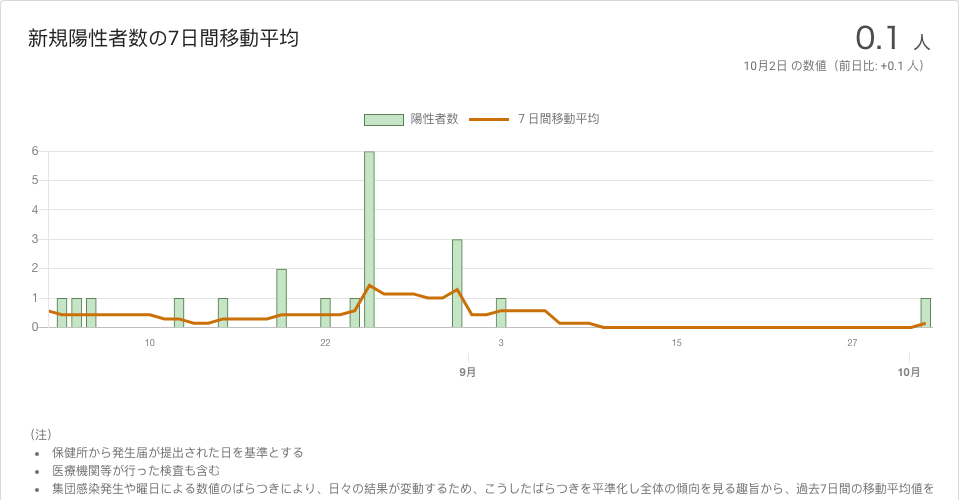 新規陽性者数の7日間移動平均
0.1 人
10月2日 の数値（前日比: +0.1 人）
陽性者数 7 日間移動平均
6
5
4
3
2
1
0
10 22 3 15 27
9月 10月
（注）
• 保健所から発生届が提出された日を基準とする
• 医療機関等が行った検査も含む
• 集団感染発生や曜日による数値のばらつきにより、日々の結果が変動するため、こうしたばらつきを平準化し全体の傾向を見る趣旨から、過去7日間の移動平均値を